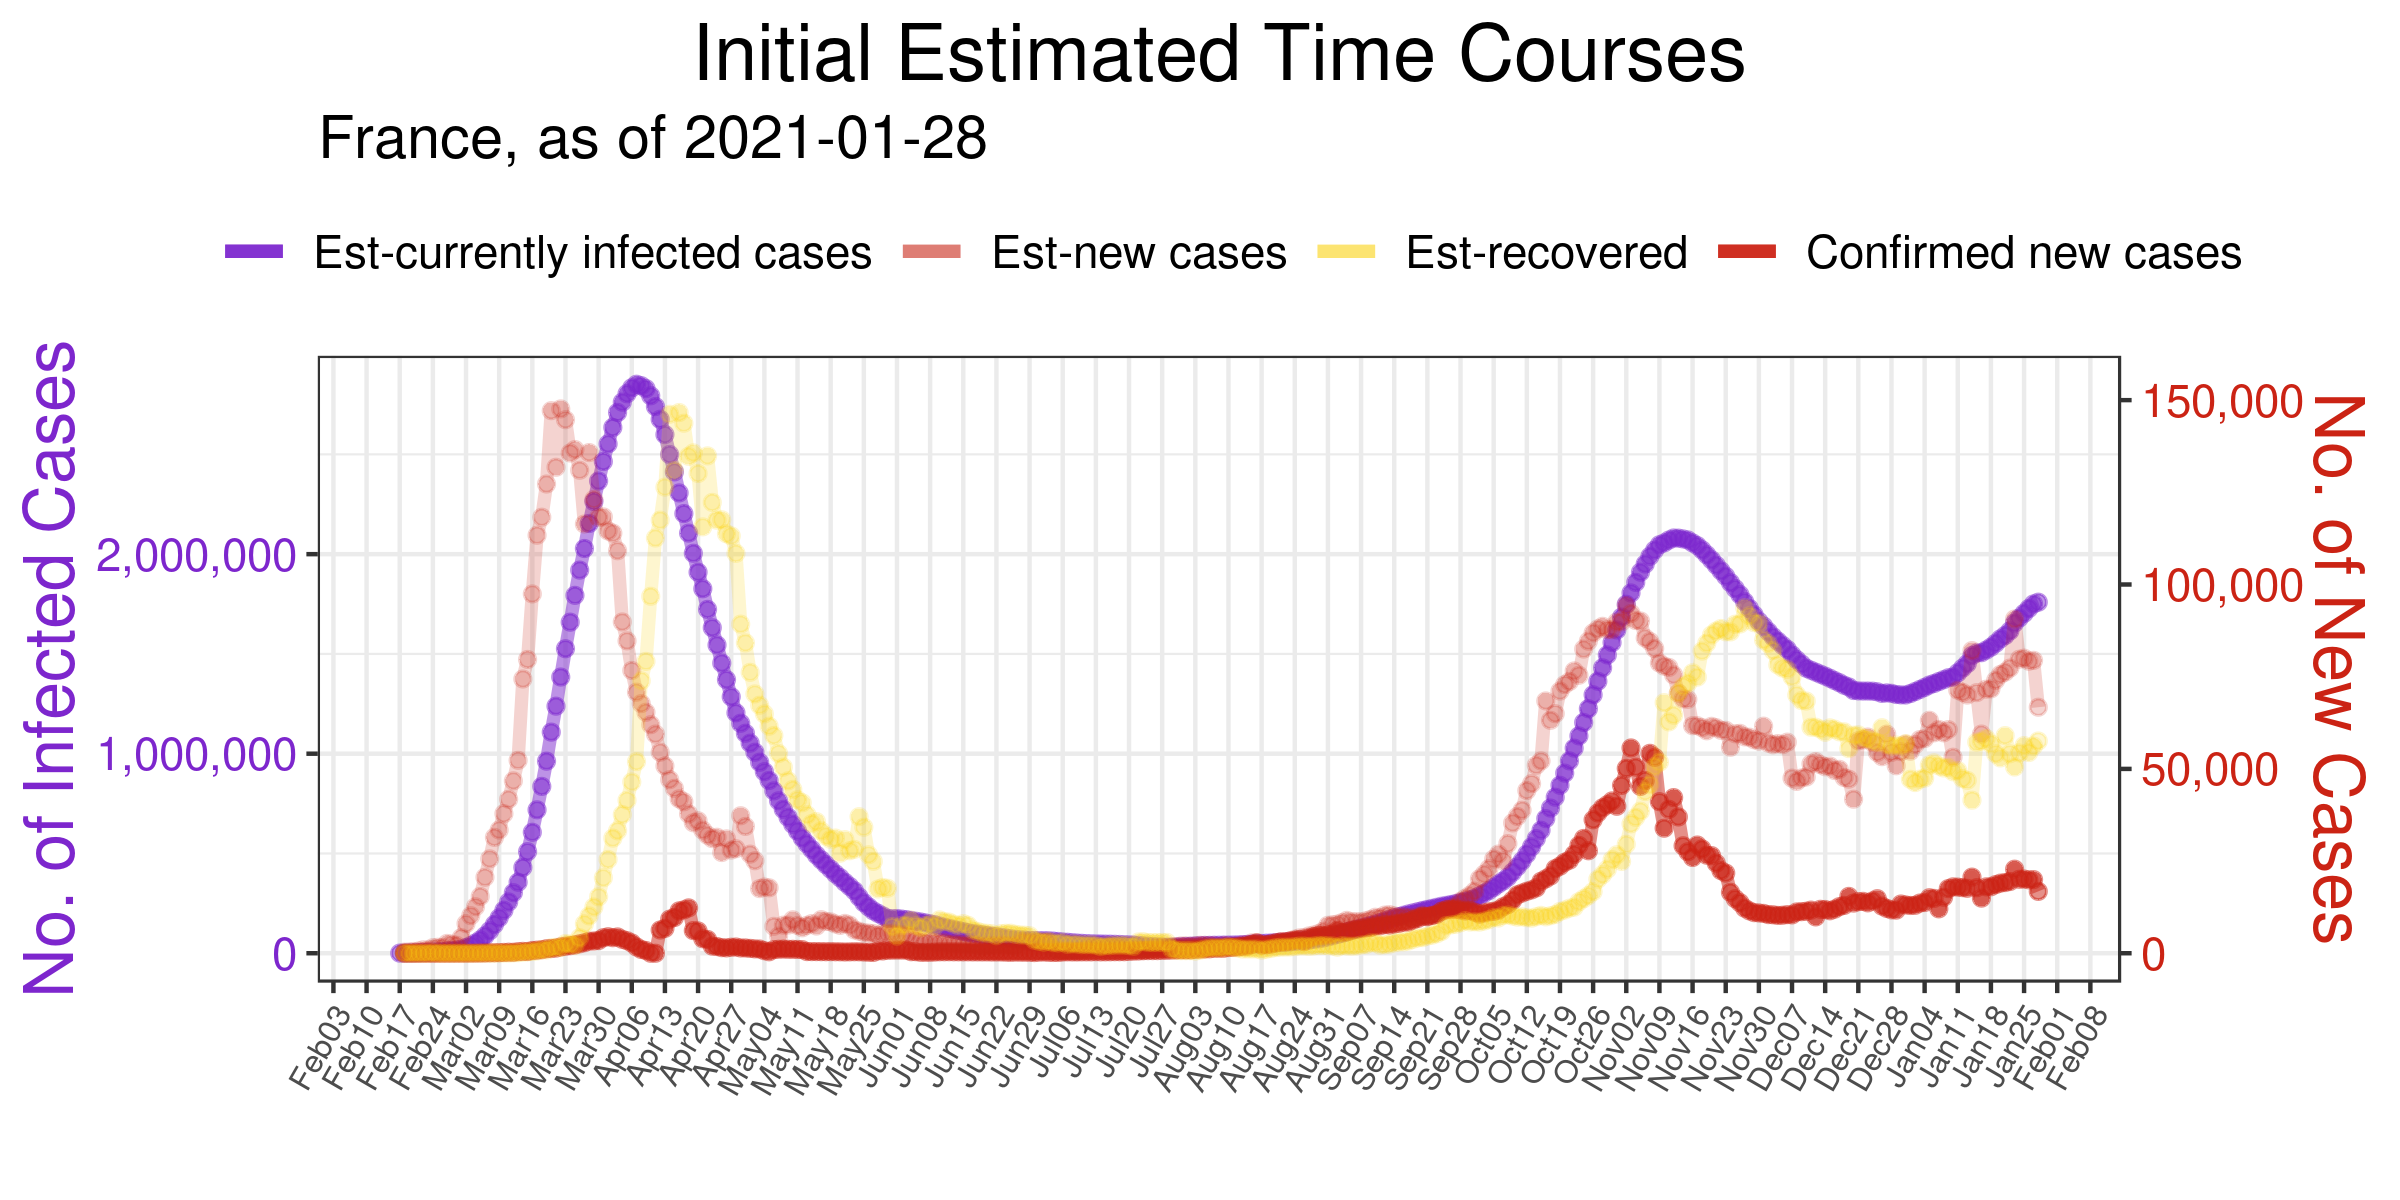 Initial Estimated Time Courses
France, as of 2021-01-28
Est-currently infected cases
Est-new cases
Est-recovered
Confirmed new cases
No. of Infected Cases
2,000,000
1,000,000
0
150,000
100,000
50,000
0
No. of New Cases
Feb03
Feb10
Feb17
Feb24
Mar02
Mar09
Mar16
Mar23
Mar30
Apr06
Apr13
Apr20
Apr27
May04
May11
May18
May25
Jun01
Jun08
Jun15
Jun22
Jun29
Jul06
Jul13
Jul20
Jul27
Aug03
Aug10
Aug17
Aug24
Aug31
Sep07
Sep14
Sep21
Sep28
Oct05
Oct12
Oct19
Oct26
Nov02
Nov09
Nov16
Nov23
Nov30
Dec07
Dec14
Dec21
Dec28
Jan04
Jan11
Jan18
Jan25
Feb01
Feb08